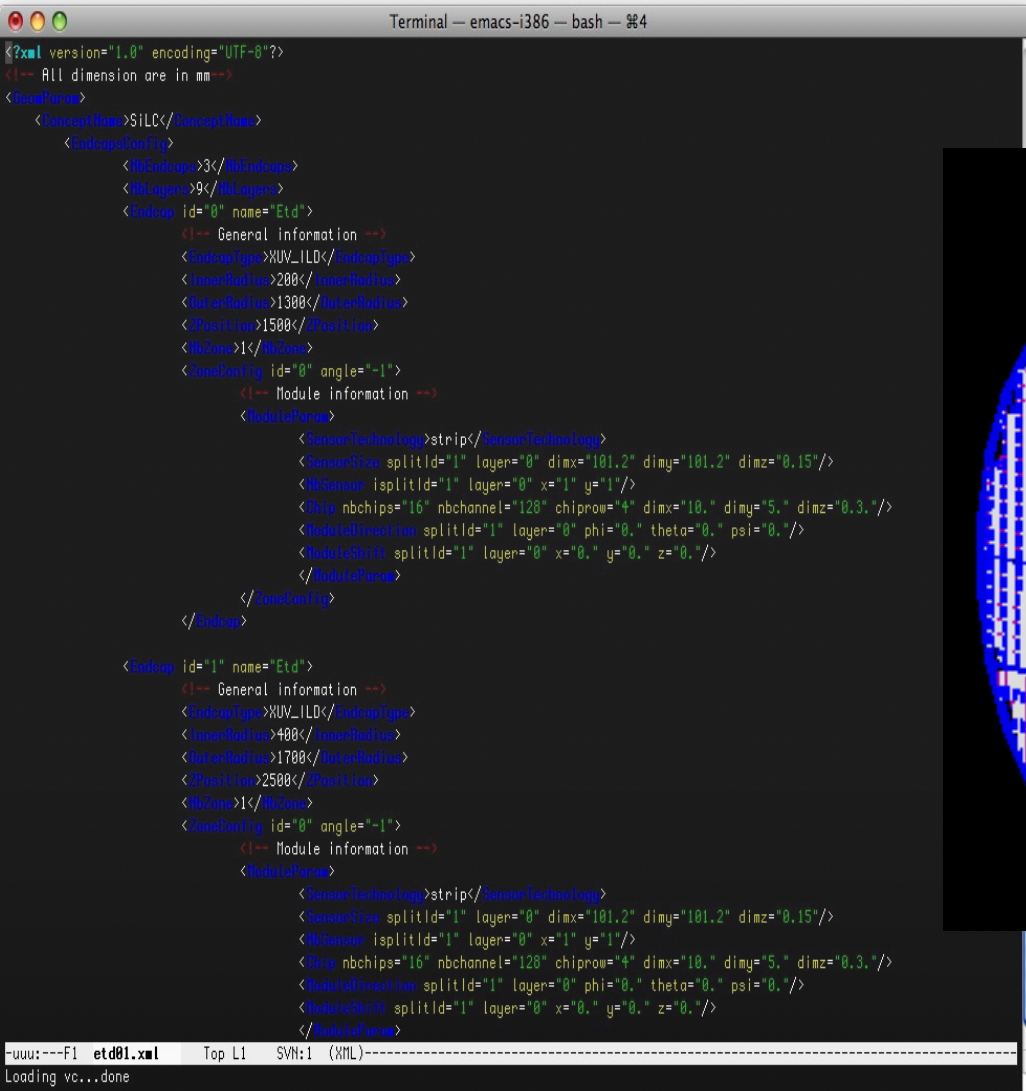 Terminal — emacs-i386 — bash — ⌘4
<?xml version="1.0" encoding="UTF-8"?>
<!-- All dimension are in mm-->
<GeomParam>
<ConceptName>SiLC</ConceptName>
<EndcapsConfig>
<NbEndcaps>3</NbEndcaps>
<NbLayers>9</NbLayers>
<Endcap id="0" name="Etd">
<!-- General information -->
<EndcapType>XUV_ILD</EndcapType>
<InnerRadius>200</InnerRadius>
<OuterRadius>1300</OuterRadius>
<ZPosition>1500</ZPosition>
<NbZone>1</NbZone>
<ZoneConfig id="0" angle="-1">
<!-- Module information -->
<ModuleParam>
<SensorTechnology>strip</SensorTechnology>
<SensorSize splitId="1" layer="0" dimx="101.2" dimy="101.2" dimz="0.15"/>
<NbSensor isplitId="1" layer="0" x="1" y="1"/>
<Chip nbchips="16" nbchannel="128" chiprow="4" dimx="10." dimy="5." dimz="0.3."/>
<ModuleDirection splitId="1" layer="0" phi="0." theta="0." psi="0."/>
<ModuleShift splitId="1" layer="0" x="0." y="0." z="0."/>
</ModuleParam>
</ZoneConfig>
</Endcap>
<Endcap id="1" name="Etd">
<!-- General information -->
<EndcapType>XUV_ILD</EndcapType>
<InnerRadius>400</InnerRadius>
<OuterRadius>1700</OuterRadius>
<ZPosition>2500</ZPosition>
<NbZone>1</NbZone>
<ZoneConfig id="0" angle="-1">
<!-- Module information -->
<ModuleParam>
<SensorTechnology>strip</SensorTechnology>
<SensorSize splitId="1" layer="0" dimx="101.2" dimy="101.2" dimz="0.15"/>
<NbSensor isplitId="1" layer="0" x="1" y="1"/>
<Chip nbchips="16" nbchannel="128" chiprow="4" dimx="10." dimy="5." dimz="0.3."/>
<ModuleDirection splitId="1" layer="0" phi="0." theta="0." psi="0."/>
<ModuleShift splitId="1" layer="0" x="0." y="0." z="0."/>
</ModuleParam>
-uuu:---F1 etd01.xml Top L1 SVN:1 (XML)----------------------------------------------------------------
Loading vc...done